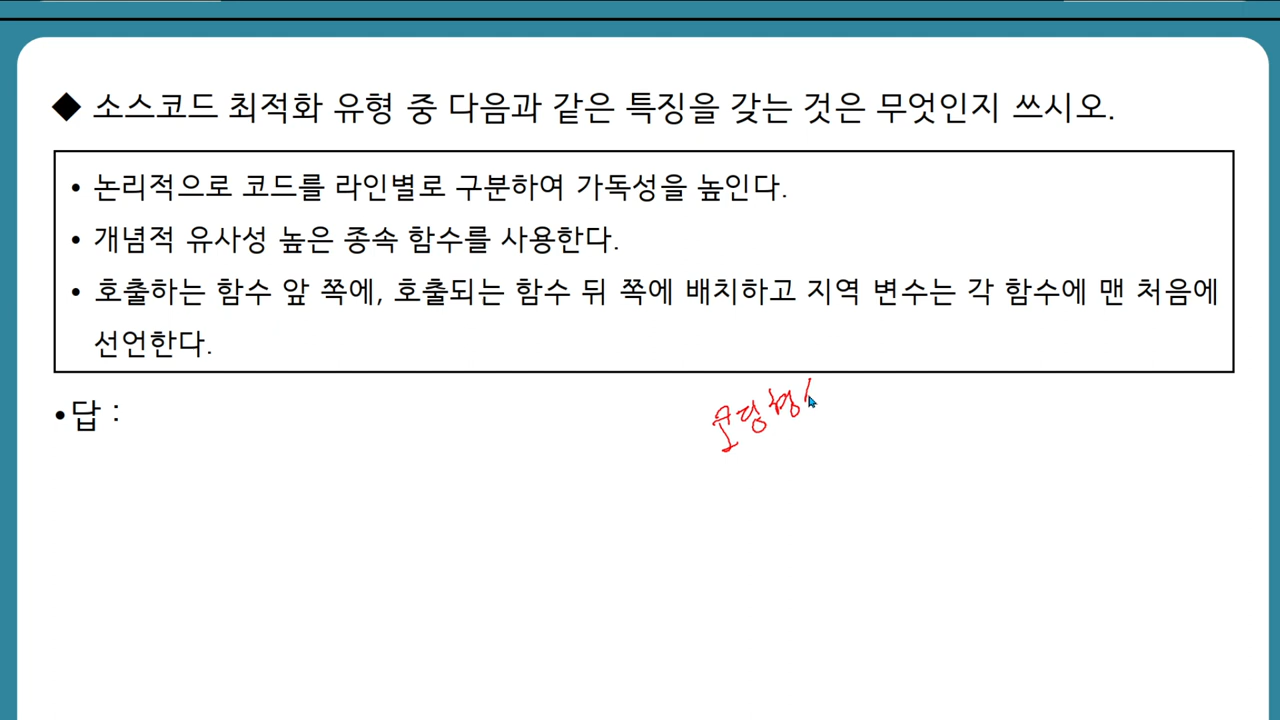 ◆ 소스코드 최적화 유형 중 다음과 같은 특징을 갖는 것은 무엇인지 쓰시오.
• 논리적으로 코드를 라인별로 구분하여 가독성을 높인다.
• 개념적 유사성 높은 종속 함수를 사용한다.
• 호출하는 함수 앞 쪽에, 호출되는 함수 뒤 쪽에 배치하고 지역 변수는 각 함수에 맨 처음에
선언한다.
•답 :